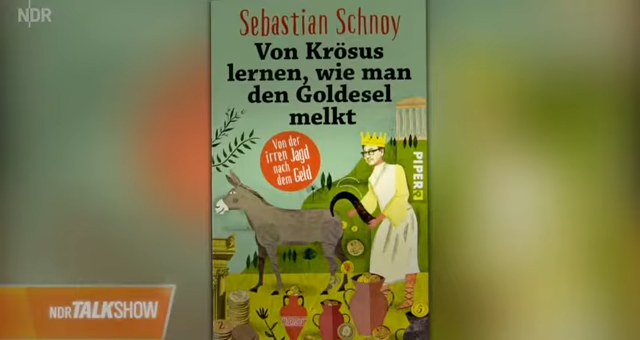 NDR
Sebastian Schnoy
Von Krösus
lernen, wie man
den Goldesel
melkt
Von der
irren Jagd
nach
dem Geld
PIPER
NDR TALK SHOW